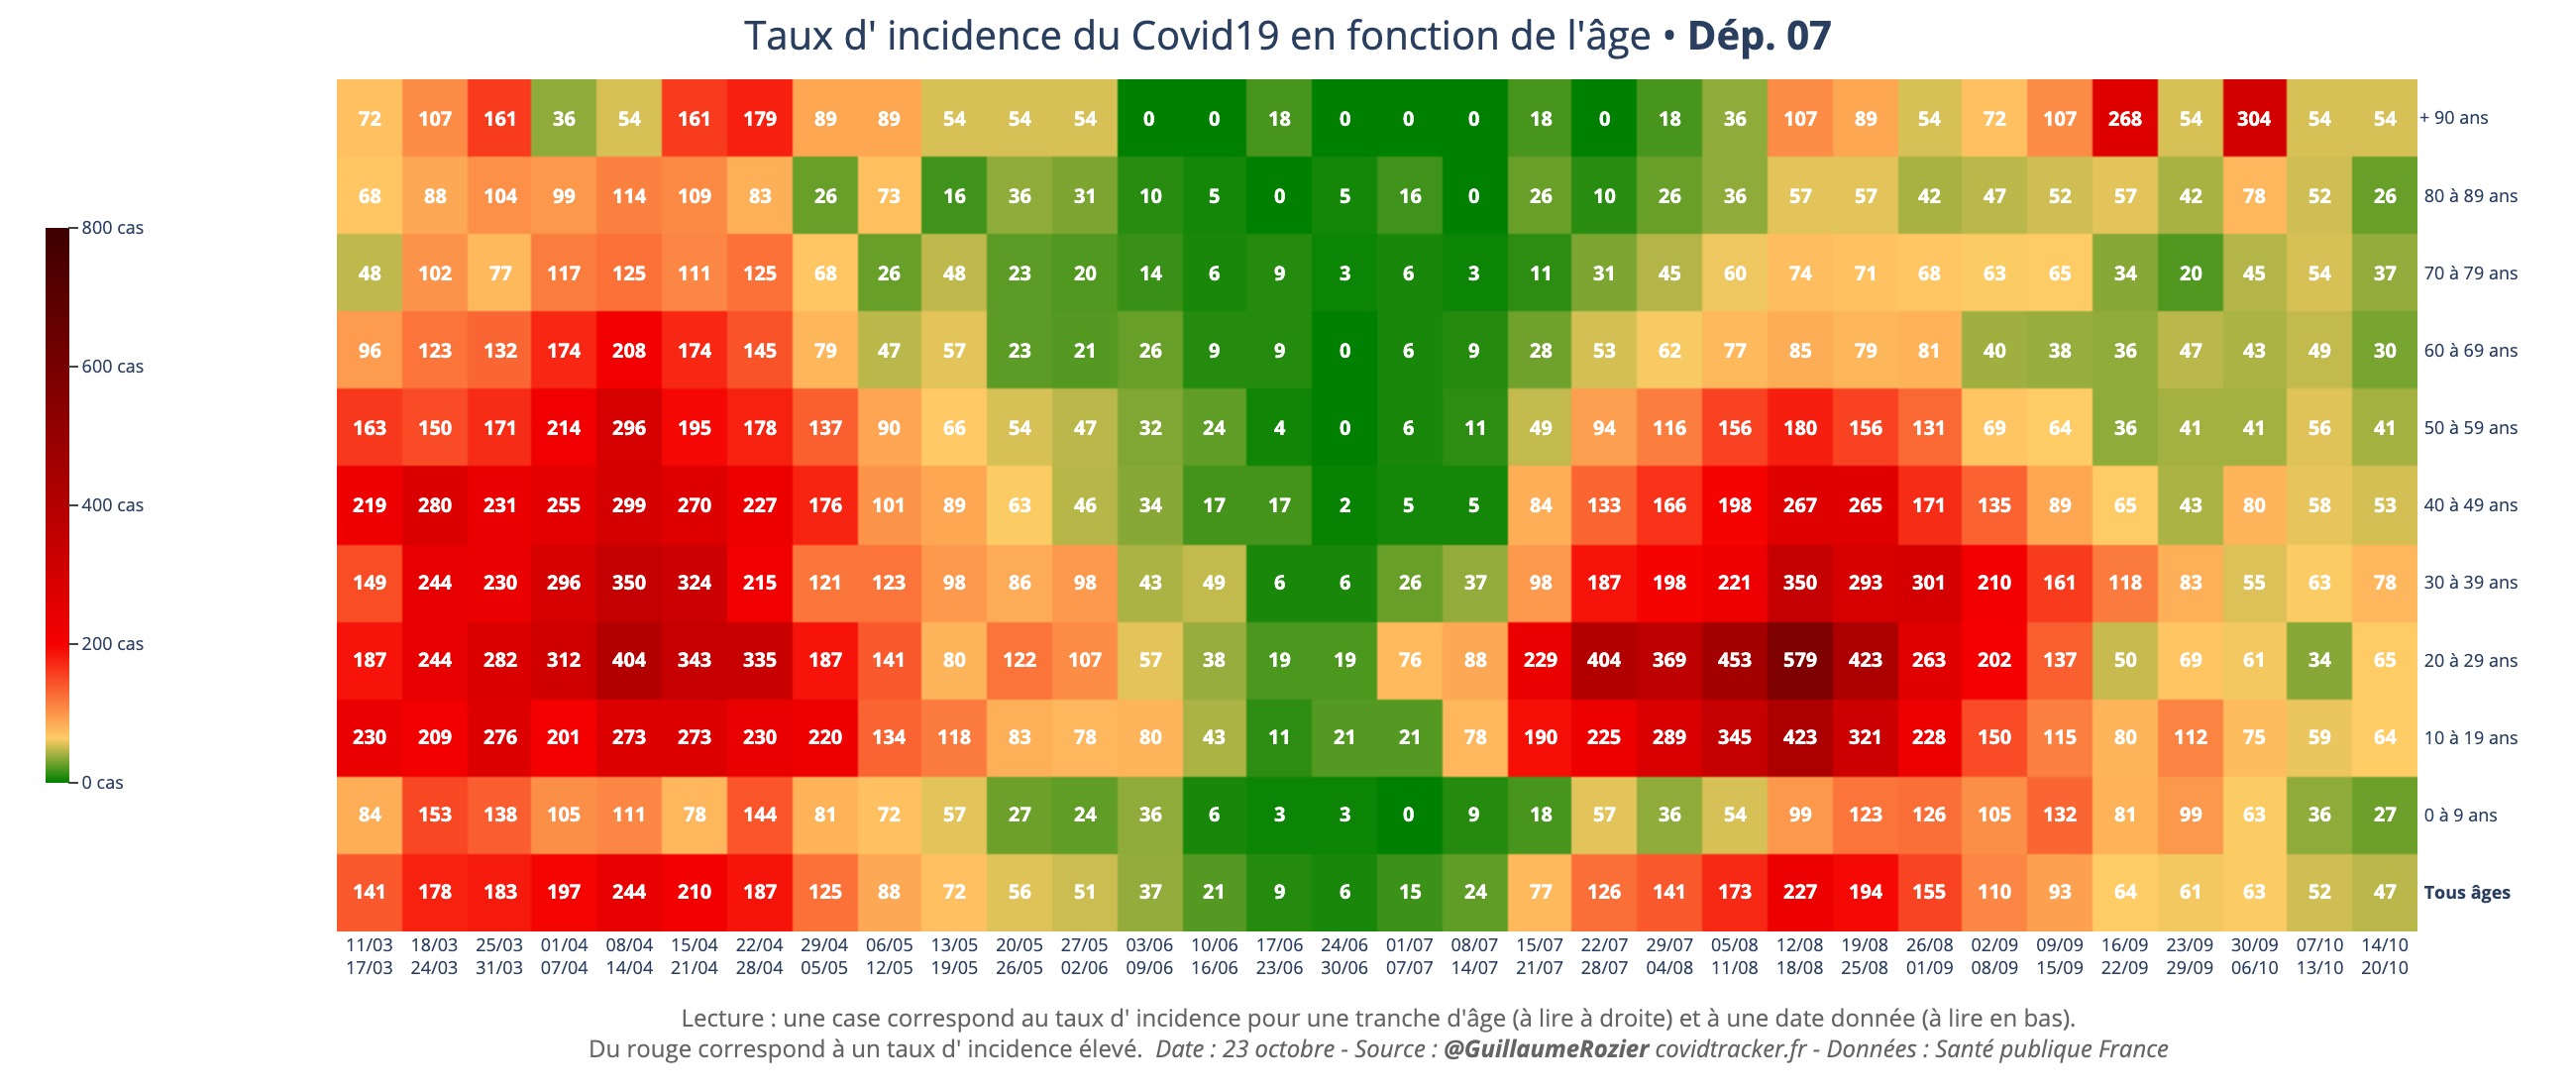 Taux d' incidence du Covid19 en fonction de l'âge • Dép. 07
800 cas
600 cas
400 cas
200 cas
0 cas
72 107 161 36 54 161 179 89 89 54 54 54 0 0 18 0 0 0 18 0 18 36 107 89 54 72 107 268 54 304 54 54 + 90 ans
68 88 104 99 114 109 83 26 73 16 36 31 10 5 0 5 16 0 26 10 26 36 57 57 42 47 52 57 42 78 52 26 80 à 89 ans
48 102 77 117 125 111 125 68 26 48 23 20 14 6 9 3 6 3 11 31 45 60 74 71 68 63 65 34 20 45 54 37 70 à 79 ans
96 123 132 174 208 174 145 79 47 57 23 21 26 9 9 0 6 9 28 53 62 77 85 79 81 40 38 36 47 43 49 30 60 à 69 ans
163 150 171 214 296 195 178 137 90 66 54 47 32 24 4 0 6 11 49 94 116 156 180 156 131 69 64 36 41 41 56 41 50 à 59 ans
219 280 231 255 299 270 227 176 101 89 63 46 34 17 17 2 5 5 84 133 166 198 267 265 171 135 89 65 43 80 58 53 40 à 49 ans
149 244 230 296 350 324 215 121 123 98 86 98 43 49 6 6 26 37 98 187 198 221 350 293 301 210 161 118 83 55 63 78 30 à 39 ans
187 244 282 312 404 343 335 187 141 80 122 107 57 38 19 19 76 88 229 404 369 453 579 423 263 202 137 50 69 61 34 65 20 à 29 ans
230 209 276 201 273 273 230 220 134 118 83 78 80 43 11 21 21 78 190 225 289 345 423 321 228 150 115 80 112 75 59 64 10 à 19 ans
84 153 138 105 111 78 144 81 72 57 27 24 36 6 3 3 0 9 18 57 36 54 99 123 126 105 132 81 99 63 36 27 0 à 9 ans
141 178 183 197 244 210 187 125 88 72 56 51 37 21 9 6 15 24 77 126 141 173 227 194 155 110 93 64 61 63 52 47 Tous âges
11/03 18/03 25/03 01/04 08/04 15/04 22/04 29/04 06/05 13/05 20/05 27/05 03/06 10/06 17/06 24/06 01/07 08/07 15/07 22/07 29/07 05/08 12/08 19/08 26/08 02/09 09/09 16/09 23/09 30/09 07/10 14/10
17/03 24/03 31/03 07/04 14/04 21/04 28/04 05/05 12/05 19/05 26/05 02/06 09/06 16/06 23/06 30/06 07/07 14/07 21/07 28/07 04/08 11/08 18/08 25/08 01/09 08/09 15/09 22/09 29/09 06/10 13/10 20/10
Lecture : une case correspond au taux d' incidence pour une tranche d'âge (à lire à droite) et à une date donnée (à lire en bas).
Du rouge correspond à un taux d' incidence élevé. Date : 23 octobre - Source : @GuillaumeRozier covidtracker.fr - Données : Santé publique France